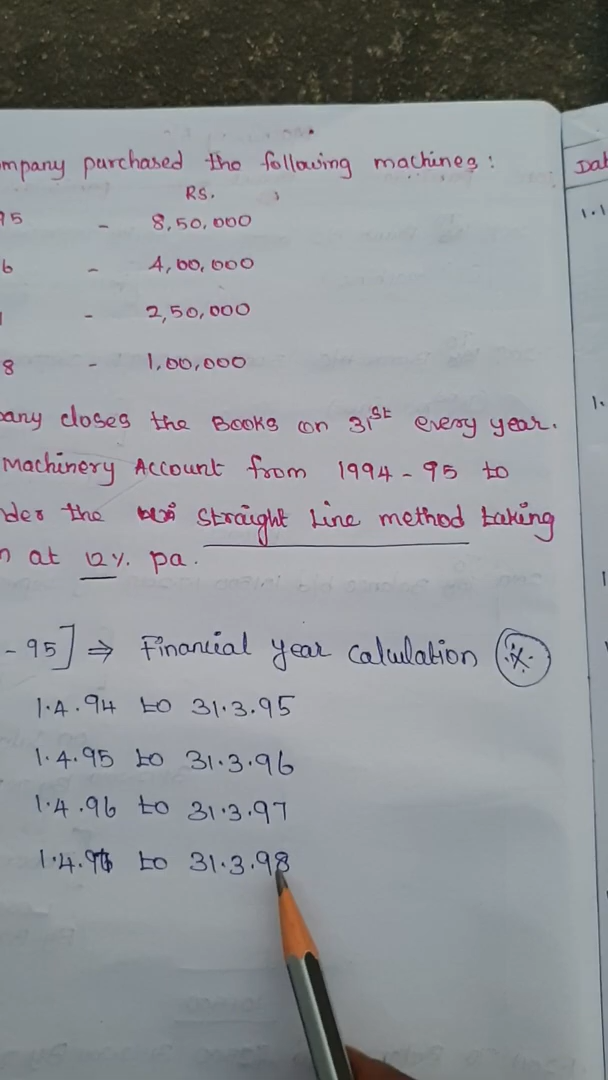 mpany purchased the following machines :
RS.
95 - 8,50,000
6 - 4,00,000
- 2,50,000
8 - 1,00,000
any closes the Books on 31st every year.
Machinery Account from 1994-95 to
der the straight Line method taking
n at 12%. pa.
- 95] ⇒ Financial year calculation
1.4.94 to 31.3.95
1.4.95 to 31.3.96
1.4.96 to 31.3.97
to 31.3.98
Dat
1.1
1.
1